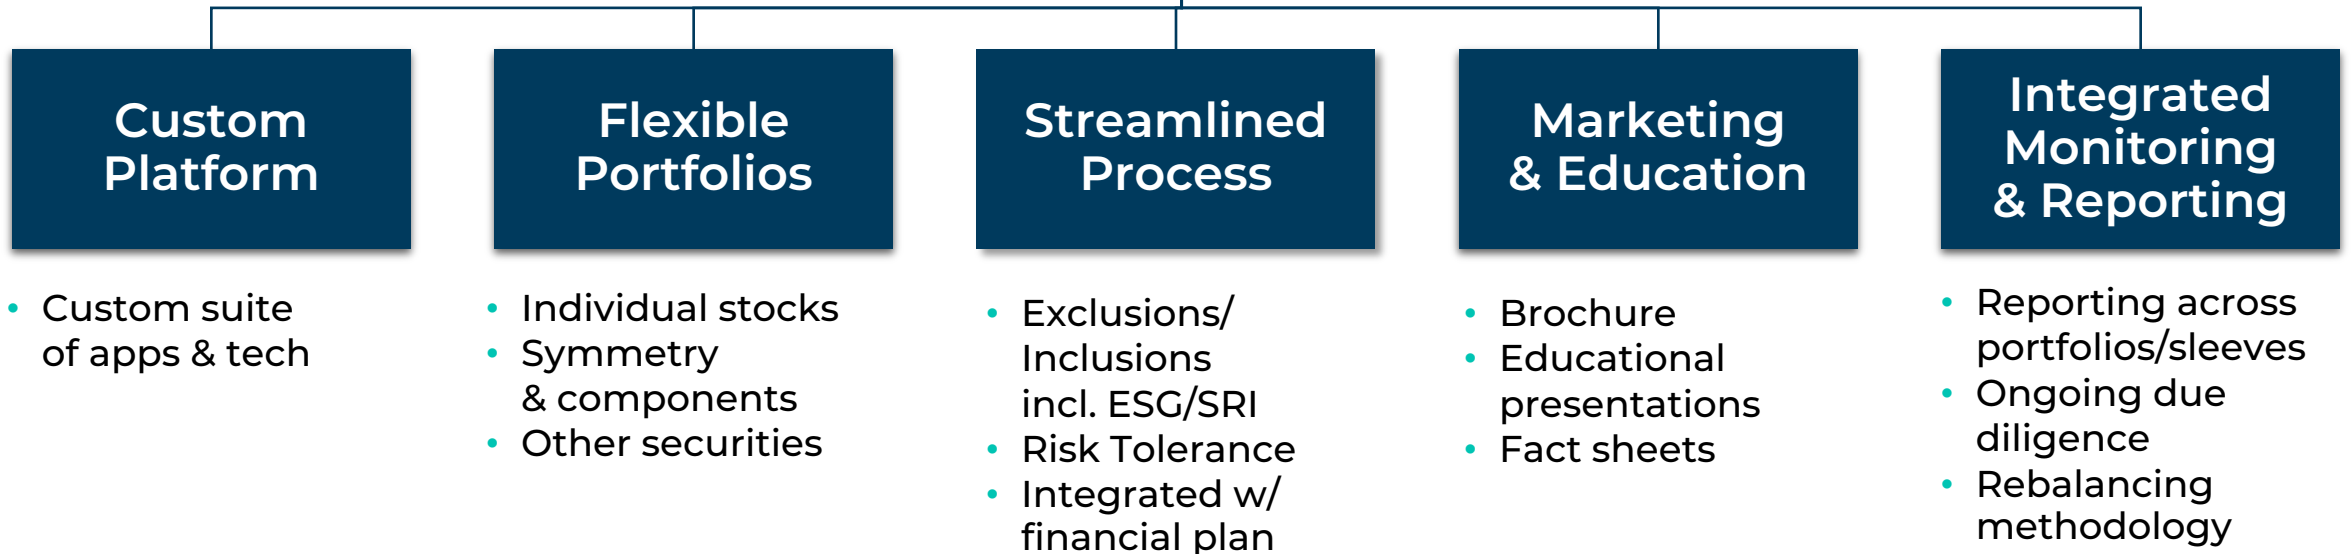 Custom
Platform
Flexible
Portfolios
Streamlined
Process
Marketing
& Education
Integrated
Monitoring
& Reporting
• Custom suite
of apps & tech
• Individual stocks
• Symmetry
& components
• Other securities
• Exclusions/
Inclusions
incl. ESG/SRI
• Risk Tolerance
• Integrated w/
financial plan
• Brochure
• Educational
presentations
• Fact sheets
• Reporting across
portfolios/sleeves
• Ongoing due
diligence
• Rebalancing
methodology